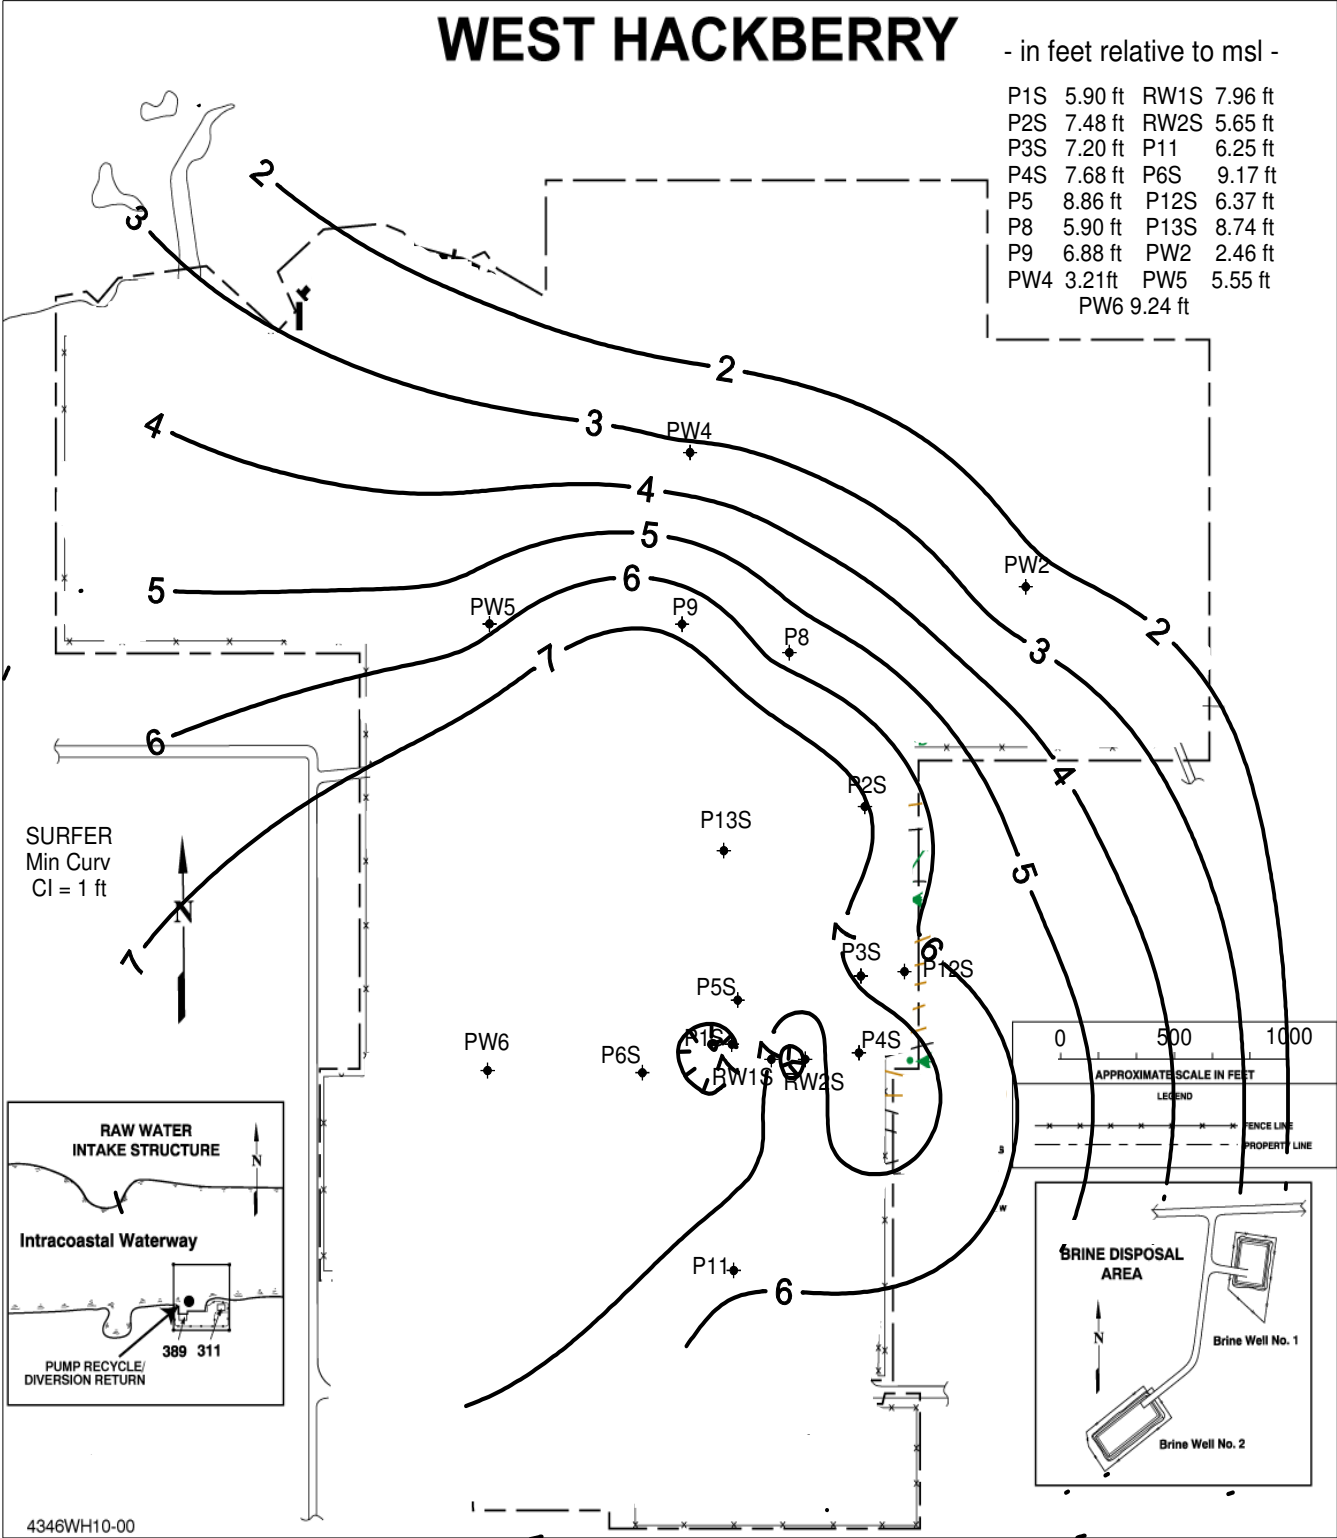 WEST HACKBERRY
- in feet relative to msl -
P1S 5.90 ft RW1S 7.96 ft
P2S 7.48 ft RW2S 5.65 ft
P3S 7.20 ft P11 6.25 ft
P4S 7.68 ft P6S 9.17 ft
P5 8.86 ft P12S 6.37 ft
P8 5.90 ft P13S 8.74 ft
P9 6.88 ft PW2 2.46 ft
PW4 3.21ft PW5 5.55 ft
PW6 9.24 ft
2
3
2
4
3
PW4
4
5
6
PW2
5
PW5
P9
P8
2
3
7
6
4
P2S
P13S
SURFER
Min Curv
CI = 1 ft
N
5
7
7
6
P3S
P12S
P5S
PW6
P6S
P1S
7
7
P4S
RW1S
RW2S
0 500 1000
APPROXIMATE SCALE IN FEET
LEGEND
FENCE LINE
PROPERTY LINE
S
W
P11
6
RAW WATER
INTAKE STRUCTURE
N
Intracoastal Waterway
389 311
PUMP RECYCLE/
DIVERSION RETURN
BRINE DISPOSAL
AREA
N
Brine Well No. 1
Brine Well No. 2
4346WH10-00